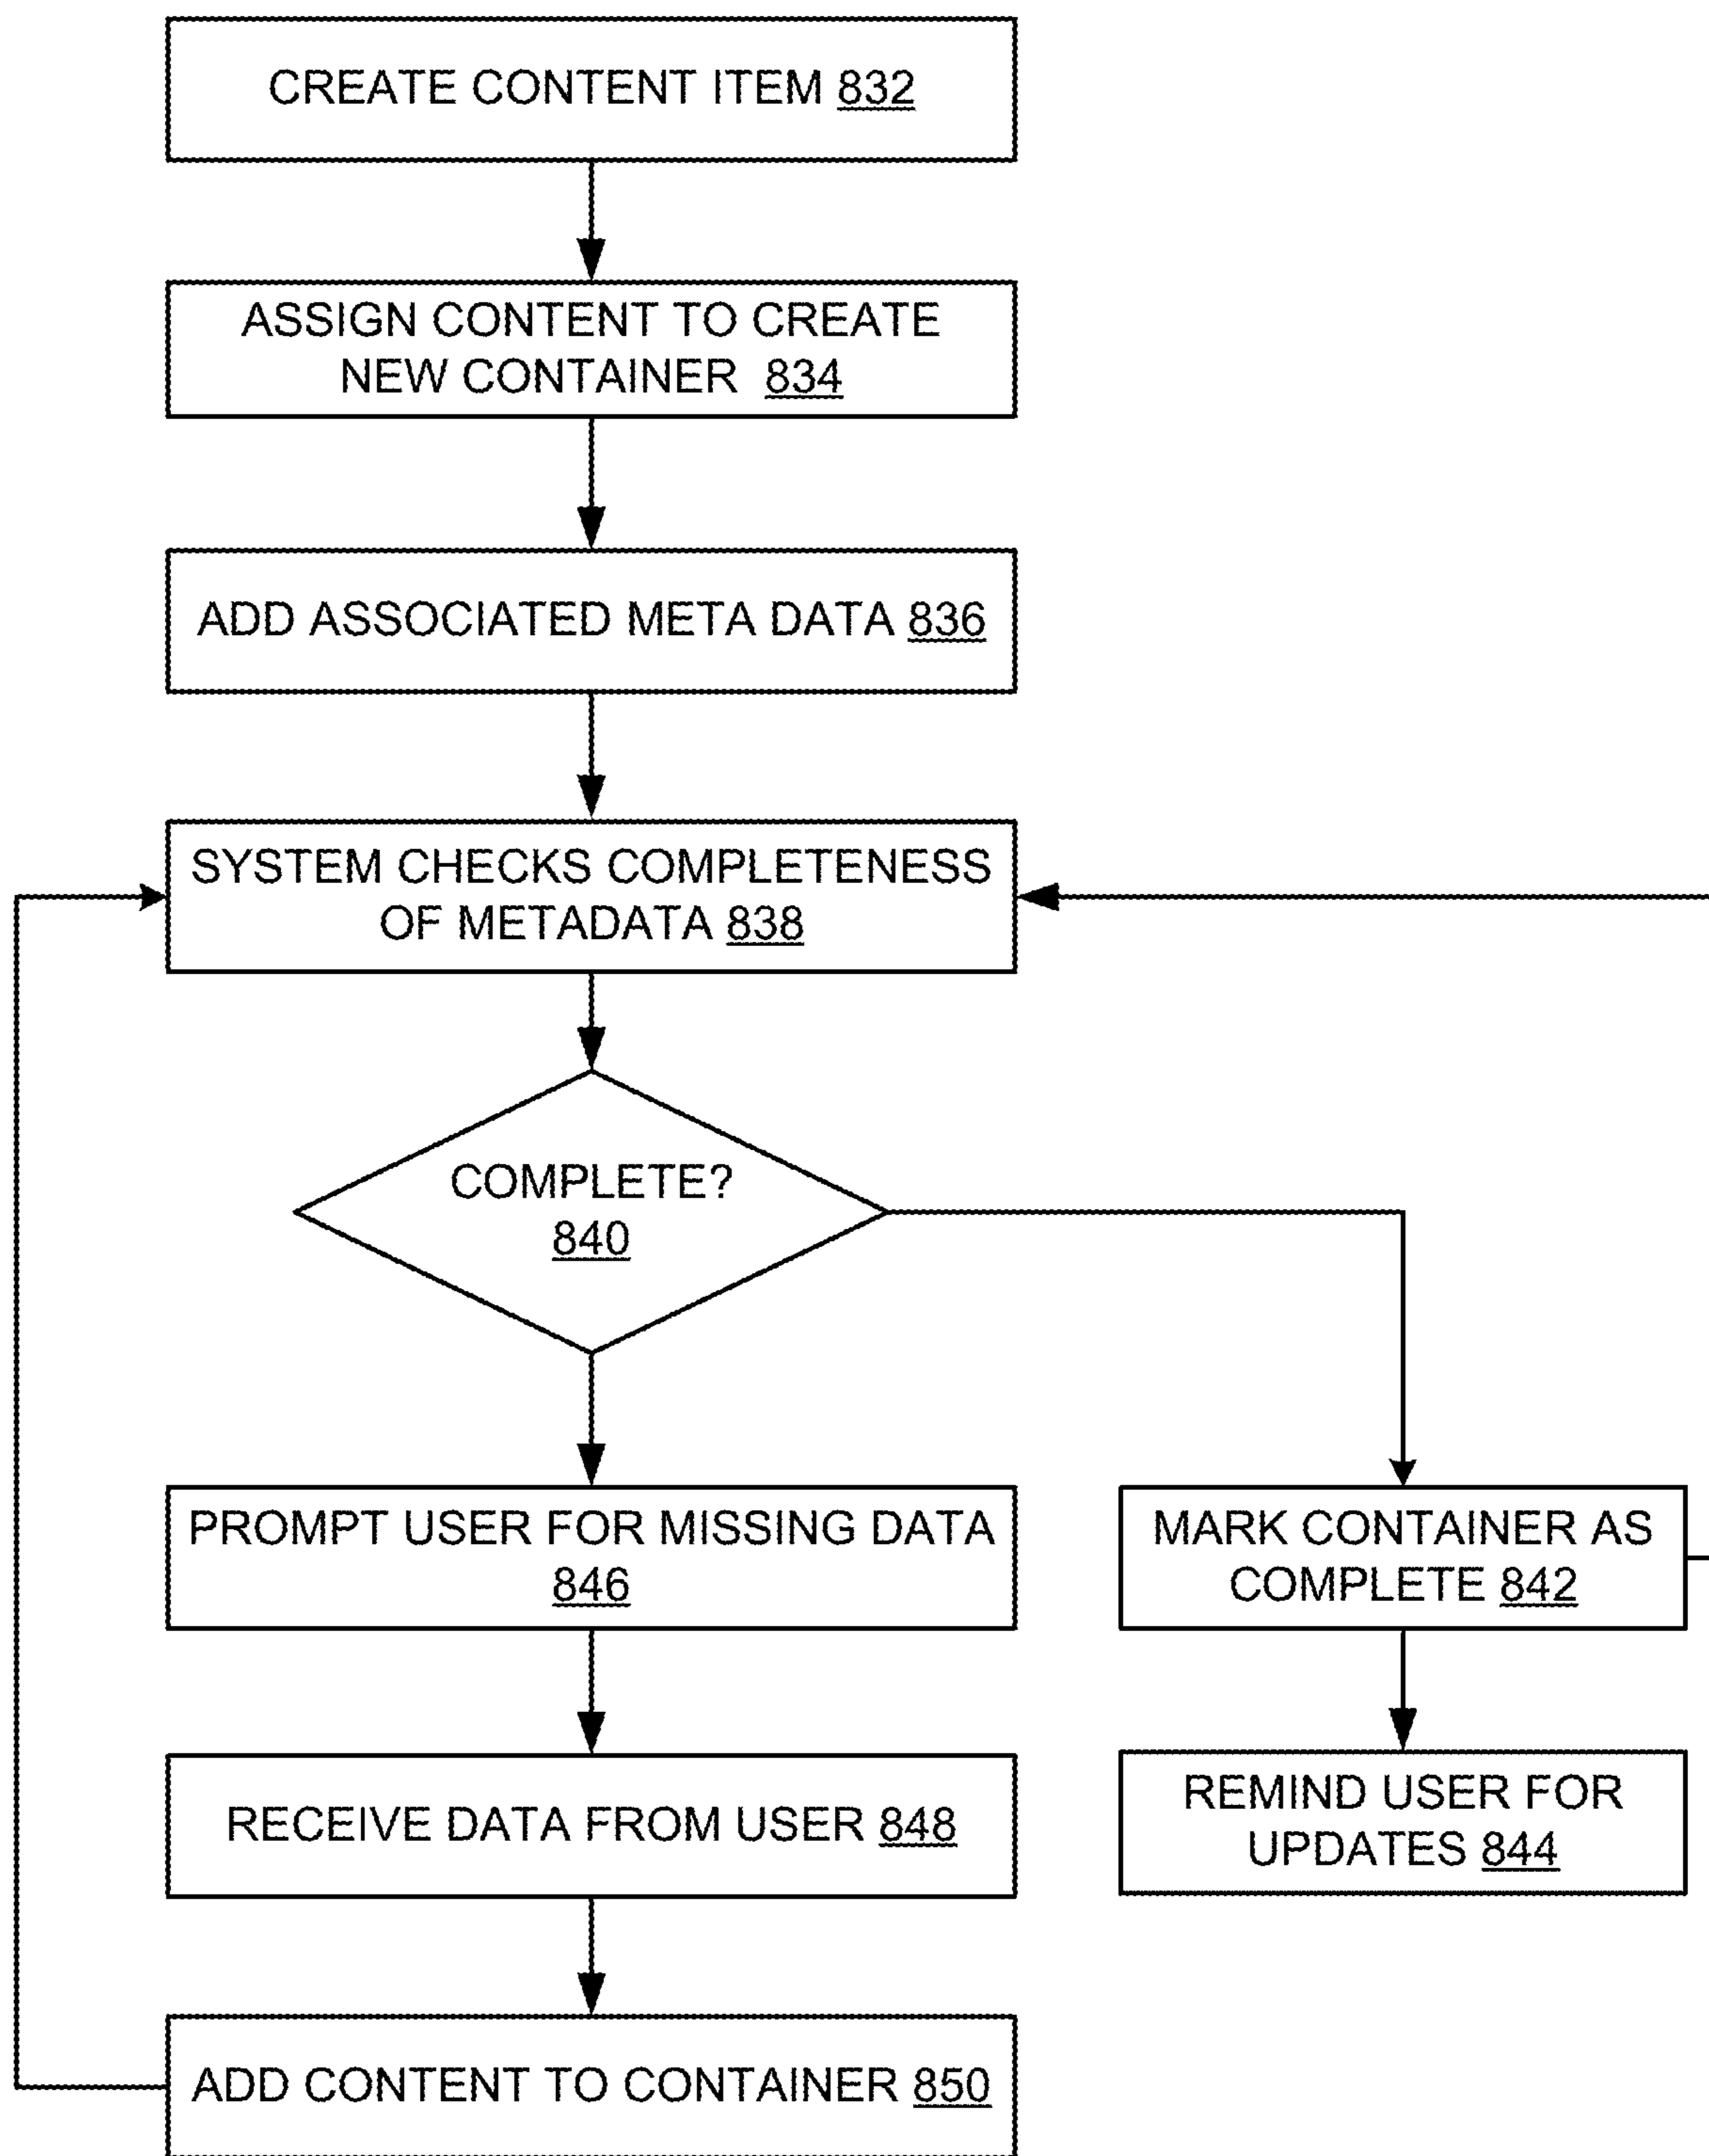 CREATE CONTENT ITEM 832
ASSIGN CONTENT TO CREATE
NEW CONTAINER 834
ADD ASSOCIATED META DATA 836
SYSTEM CHECKS COMPLETENESS
OF METADATA 838
COMPLETE?
840
PROMPT USER FOR MISSING DATA
846
MARK CONTAINER AS
COMPLETE 842
RECEIVE DATA FROM USER 848
REMIND USER FOR
UPDATES 844
ADD CONTENT TO CONTAINER 850